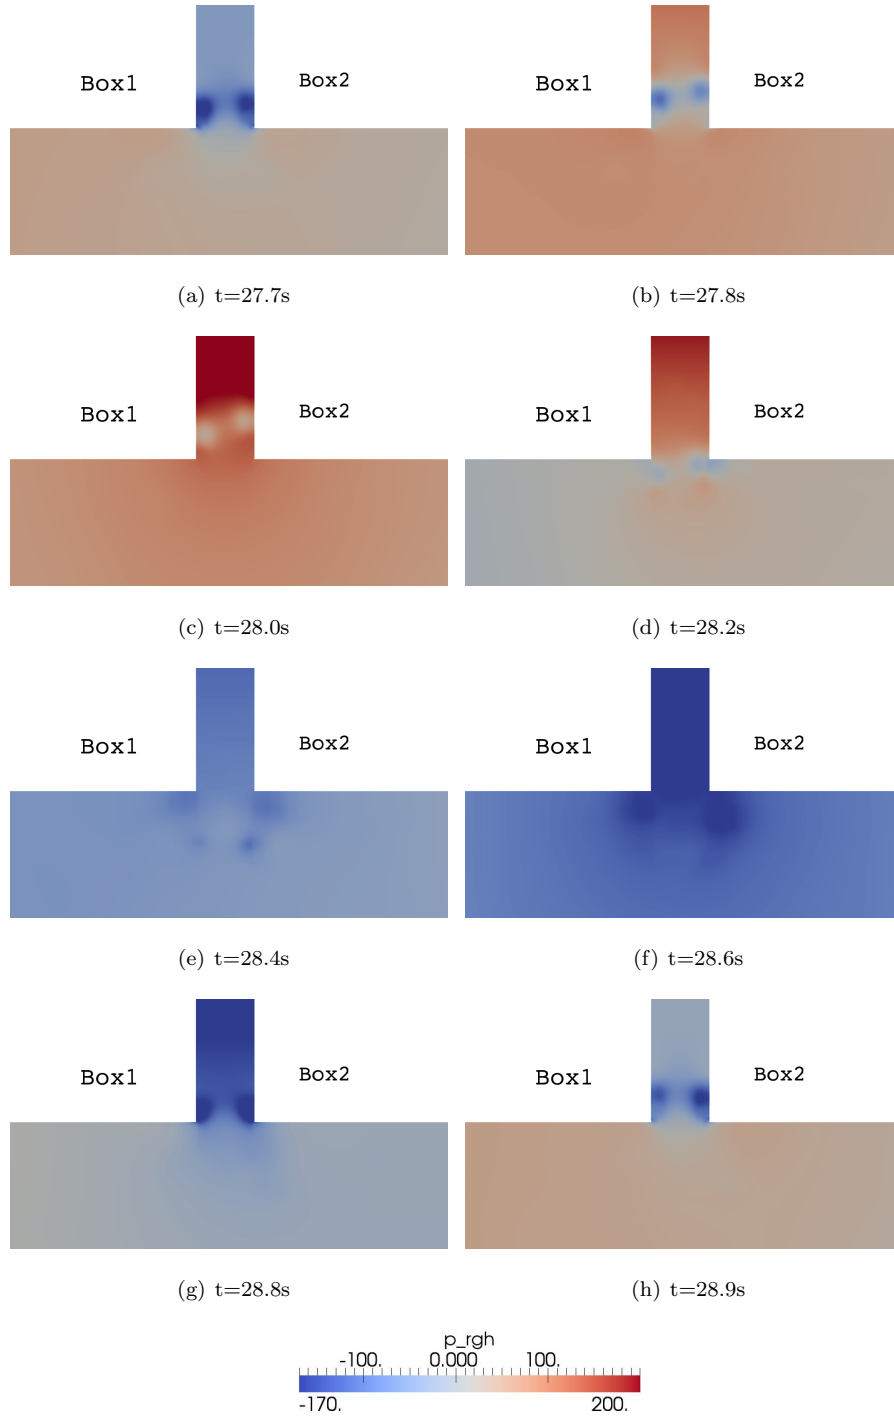 Box1 Box2 Box1 Box2
(a) t=27.7s (b) t=27.8s
Box1 Box2 Box1 Box2
(c) t=28.0s (d) t=28.2s
Box1 Box2 Box1 Box2
(e) t=28.4s (f) t=28.6s
Box1 Box2 Box1 Box2
(g) t=28.8s (h) t=28.9s
p_rgh
-100. 0.000 100.
-170. 200.